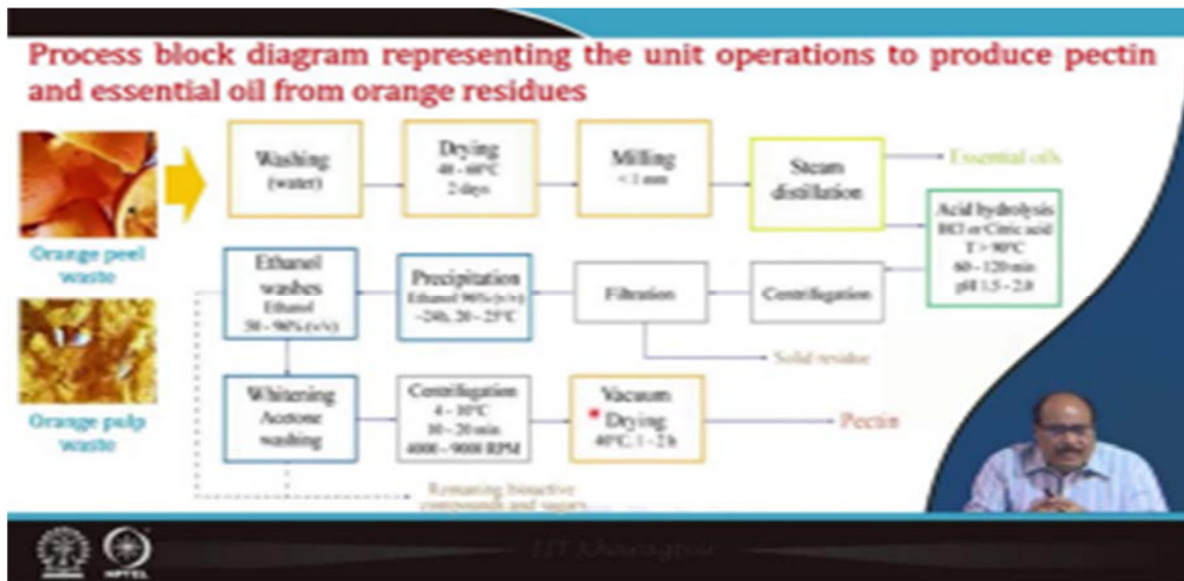 Process block diagram representing the unit operations to produce pectin
and essential oil from orange residues
Washing
(water)
Drying
40 - 60°C
2 days
Milling
< 1 mm
Steam
distillation
Essential oils
Orange peel
waste
Acid hydrolysis
HCl or Citric acid
T > 90°C
60 - 120 min
pH 1.5 - 2.0
Centrifugation
Filtration
Precipitation
Ethanol 96% (v/v)
~24h, 20 - 25°C
Ethanol
washes
Ethanol
50 - 96% (v/v)
Solid residue
Orange pulp
waste
Whitening
Acetone
washing
Centrifugation
4 - 10°C
10 - 20 min
4000 - 9000 RPM
Vacuum
Drying
40°C, 1 - 2 h
Pectin
Remaining bioactive
compounds and sugars
NPTEL
IIT Kharagpur